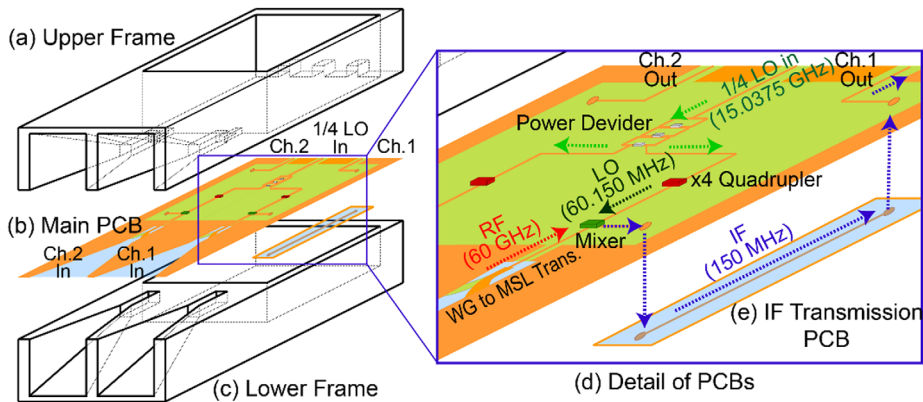 (a) Upper Frame
Ch.2
1/4 LO
In
Ch.1
(b) Main PCB
Ch.2
In
Ch.1
In
(c) Lower Frame
Ch.2
Out
Ch.1
Out
1/4 LO in
(15.0375 GHz)
Power Devider
LO
(60.150 MHz)
x4 Quadrupler
RF
(60 GHz)
Mixer
WG to MSL Trans.
IF
(150 MHz)
(e) IF Transmission
PCB
(d) Detail of PCBs